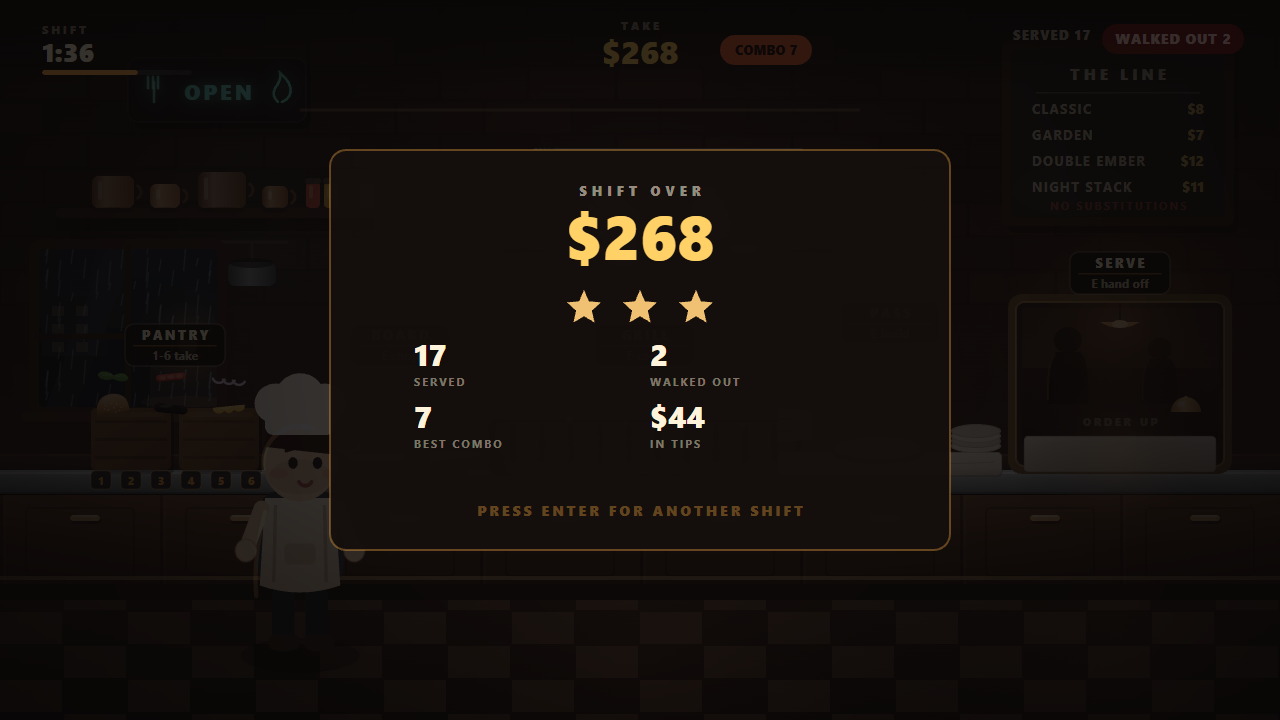 SHIFT
1:36
OPEN
TAKE
$268
COMBO 7
SERVED 17
WALKED OUT 2
THE LINE
CLASSIC $8
GARDEN $7
DOUBLE EMBER $12
NIGHT STACK $11
NO SUBSTITUTIONS
SHIFT OVER
$268
17
SERVED
2
WALKED OUT
7
BEST COMBO
$44
IN TIPS
PRESS ENTER FOR ANOTHER SHIFT
PANTRY
1-6 take
1 2 3 4 5 6
SERVE
E hand off
ORDER UP